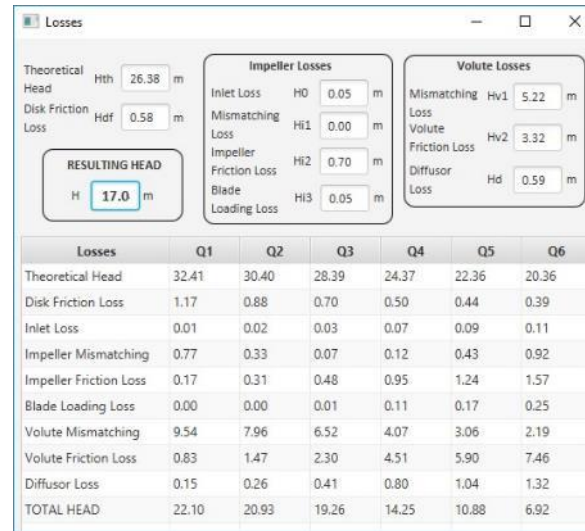 Losses
Theoretical Head Hth 26.38 m
Disk Friction Loss Hdf 0.58 m
RESULTING HEAD
H 17.0 m
Impeller Losses
Inlet Loss H0 0.05 m
Mismatching Loss Hi1 0.00 m
Impeller Friction Loss Hi2 0.70 m
Blade Loading Loss Hi3 0.05 m
Volute Losses
Mismatching Loss Hv1 5.22 m
Volute Friction Loss Hv2 3.32 m
Diffusor Loss Hd 0.59 m
Losses Q1 Q2 Q3 Q4 Q5 Q6
Theoretical Head 32.41 30.40 28.39 24.37 22.36 20.36
Disk Friction Loss 1.17 0.88 0.70 0.50 0.44 0.39
Inlet Loss 0.01 0.02 0.03 0.07 0.09 0.11
Impeller Mismatching 0.77 0.33 0.07 0.12 0.43 0.92
Impeller Friction Loss 0.17 0.31 0.48 0.95 1.24 1.57
Blade Loading Loss 0.00 0.00 0.01 0.11 0.17 0.25
Volute Mismatching 9.54 7.96 6.52 4.07 3.06 2.19
Volute Friction Loss 0.83 1.47 2.30 4.51 5.90 7.46
Diffusor Loss 0.15 0.26 0.41 0.80 1.04 1.32
TOTAL HEAD 22.10 20.93 19.26 14.25 10.88 6.92